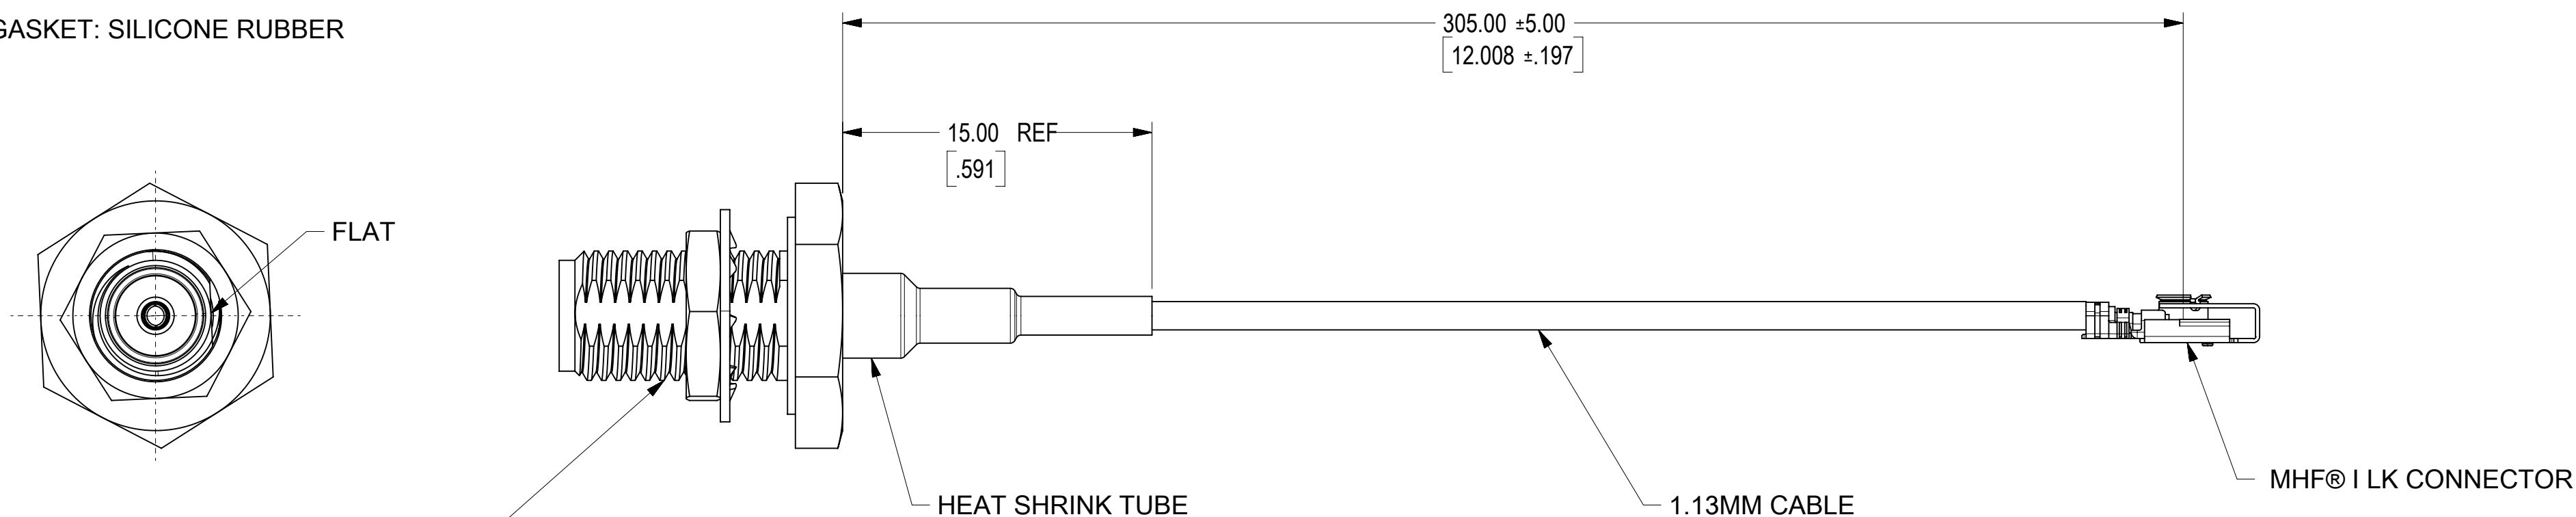 GASKET: SILICONE RUBBER
305.00 ±5.00
[12.008 ±.197]
15.00 REF
[.591]
FLAT
HEAT SHRINK TUBE
1.13MM CABLE
MHF® I LK CONNECTOR